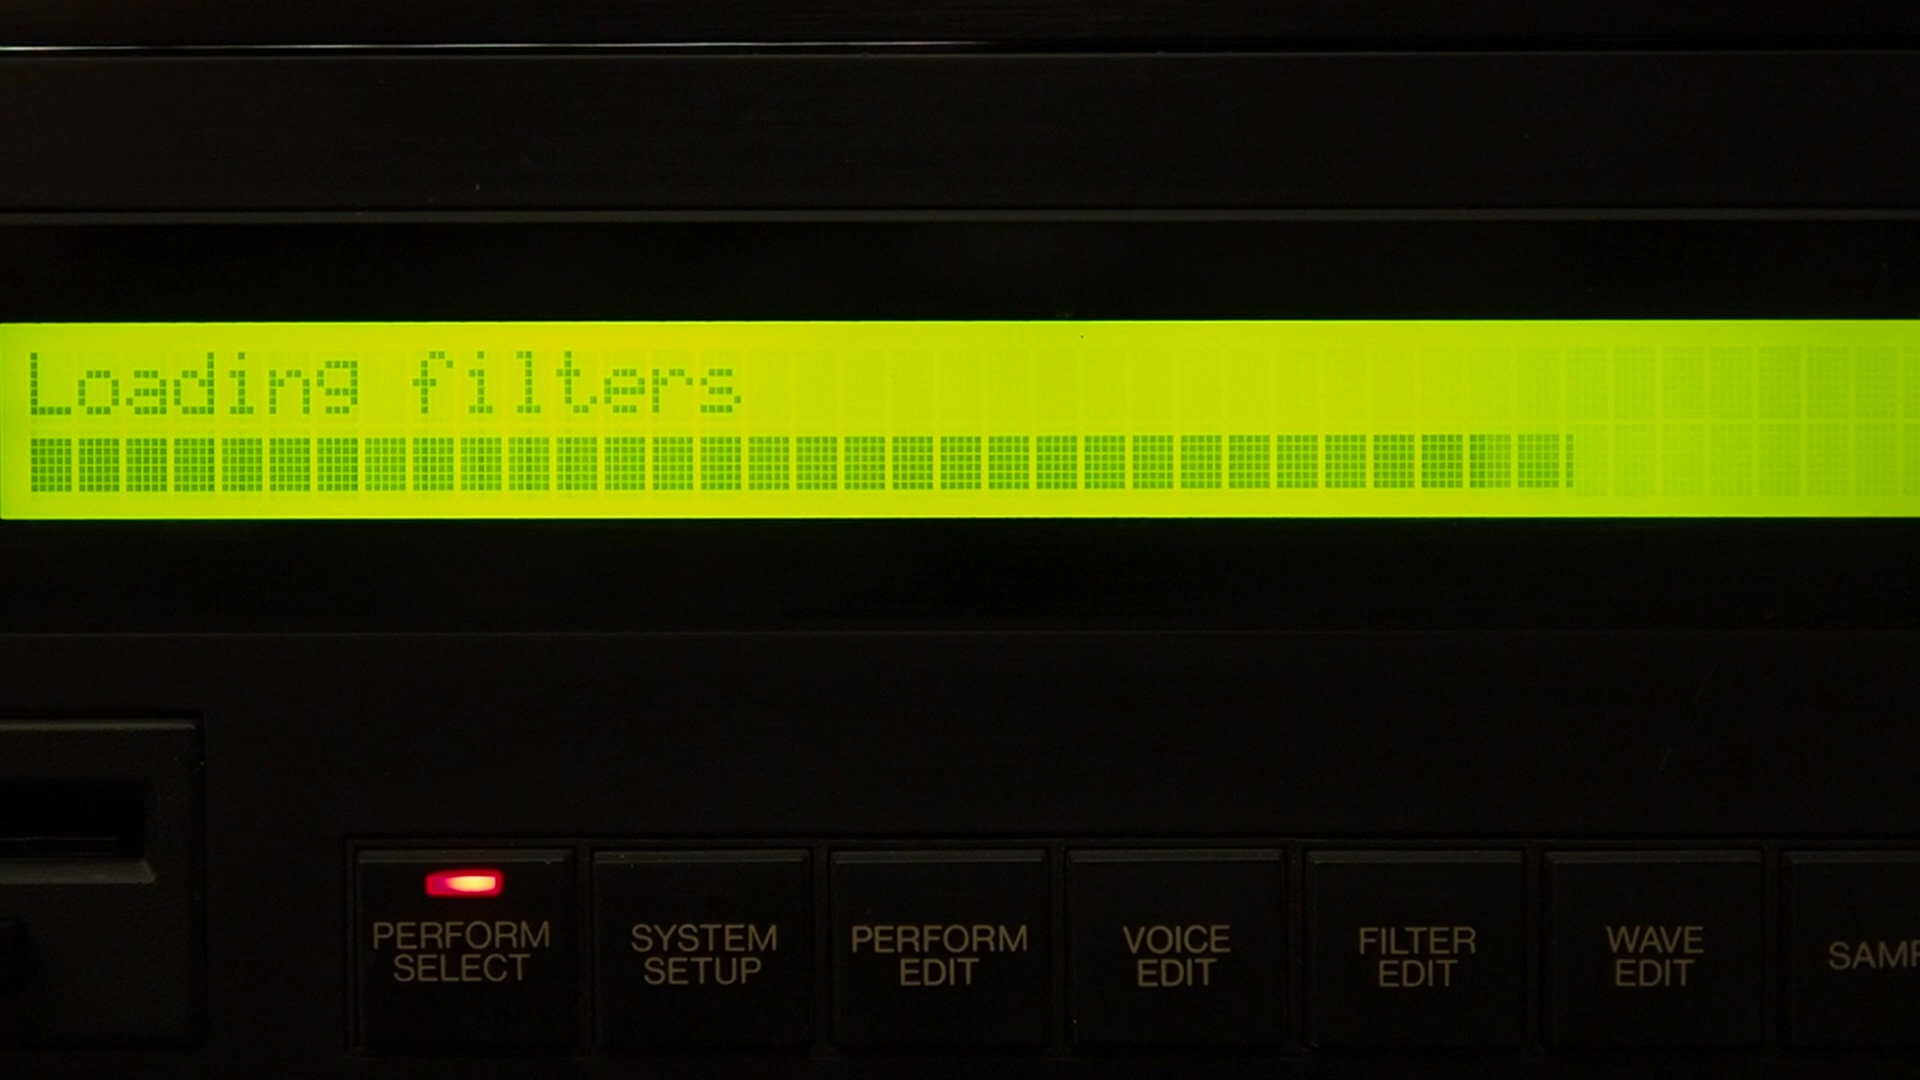 Loading filters
PERFORM
SELECT
SYSTEM
SETUP
PERFORM
EDIT
VOICE
EDIT
FILTER
EDIT
WAVE
EDIT